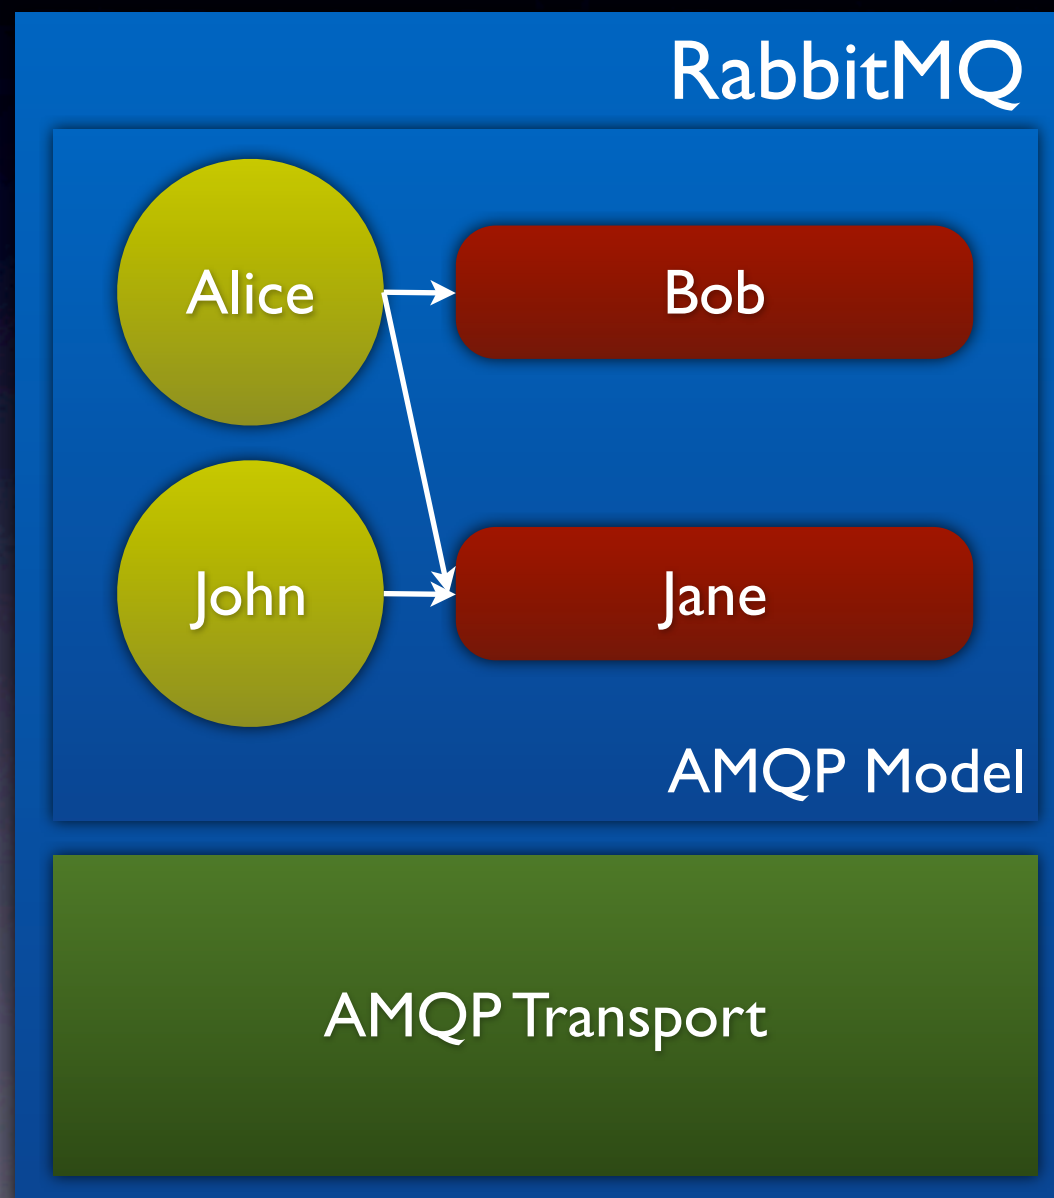 RabbitMQ
Alice
Bob
John
Jane
AMQP Model
AMQP Transport